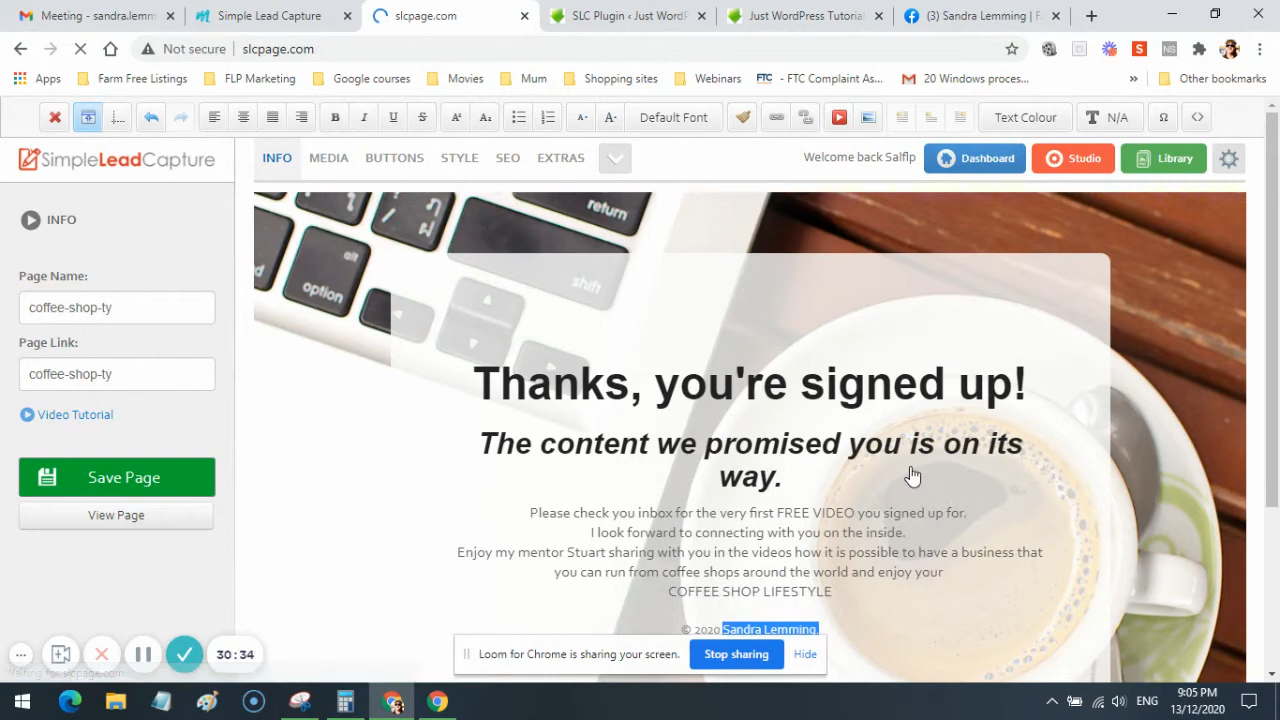 Meeting - sandra.lemm
Simple Lead Capture
slcpage.com
SLC Plugin ‹ Just WordP
Just WordPress Tutorial
(3) Sandra Lemming | F
Not secure | slcpage.com
Apps
Farm Free Listings
FLP Marketing
Google courses
Movies
Mum
Shopping sites
Webinars
FTC - FTC Complaint As...
20 Windows proces...
Other bookmarks
Default Font
Text Colour
N/A
SimpleLeadCapture
INFO
MEDIA
BUTTONS
STYLE
SEO
EXTRAS
Welcome back Salflp
Dashboard
Studio
Library
INFO
Page Name:
coffee-shop-ty
Page Link:
coffee-shop-ty
Video Tutorial
Save Page
View Page
return
shift
option
Thanks, you're signed up!
The content we promised you is on its
way.
Please check you inbox for the very first FREE VIDEO you signed up for.
I look forward to connecting with you on the inside.
Enjoy my mentor Stuart sharing with you in the videos how it is possible to have a business that
you can run from coffee shops around the world and enjoy your
COFFEE SHOP LIFESTYLE
© 2020 Sandra Lemming.
30:34
Loom for Chrome is sharing your screen.
Stop sharing
Hide
Waiting for slcpage.com...
ENG
9:05 PM
13/12/2020